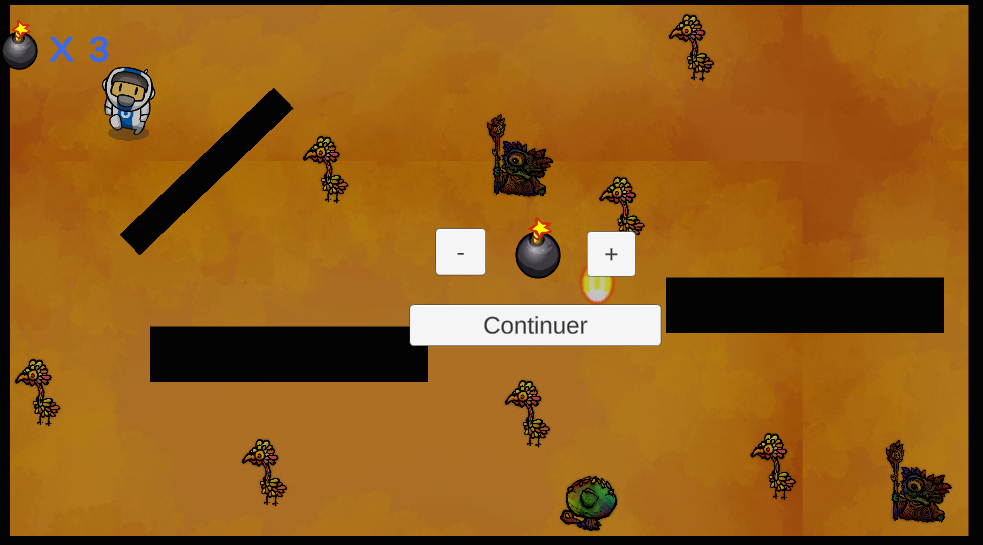 X 3
- +
Continuer